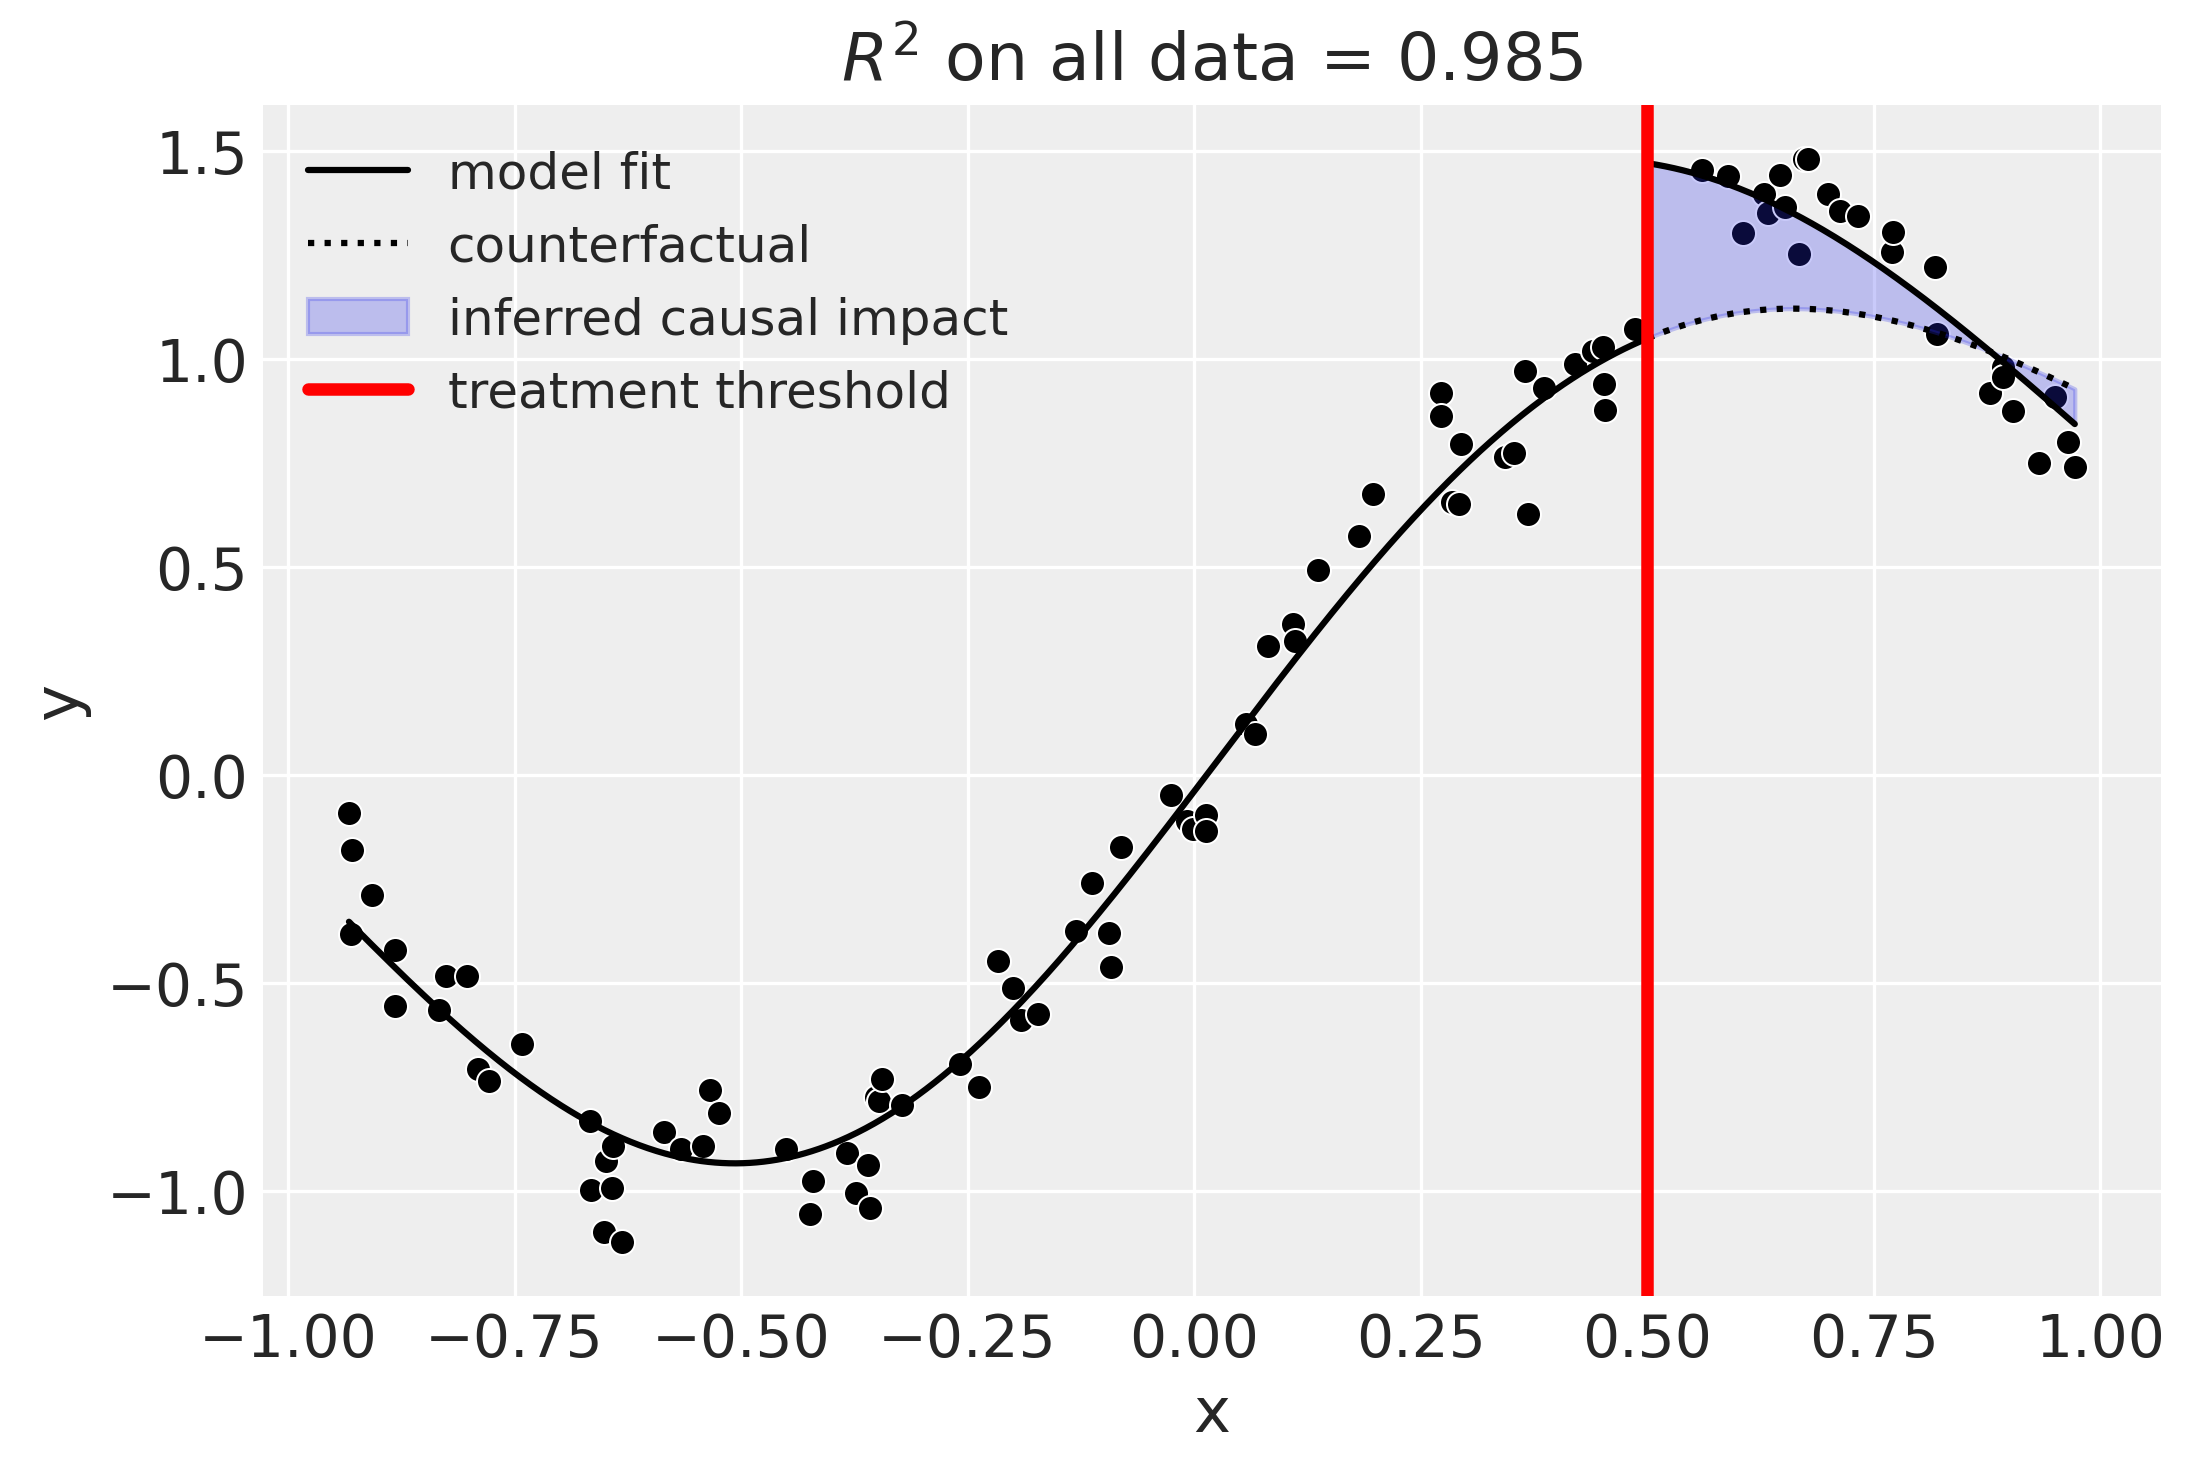 R² on all data = 0.985
model fit
counterfactual
inferred causal impact
treatment threshold
1.5
1.0
0.5
0.0
−0.5
−1.0
y
−1.00 −0.75 −0.50 −0.25 0.00 0.25 0.50 0.75 1.00
x